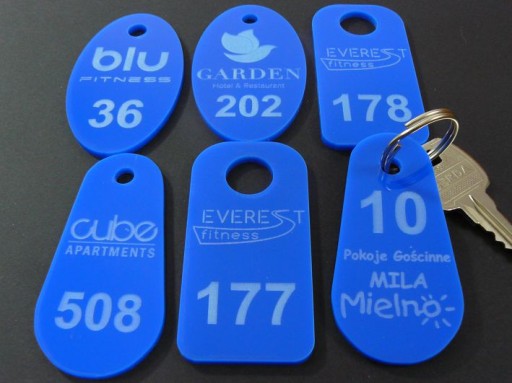 blu
FITNESS
36
GARDEN
Hotel & Restaurant
202
EVEREST
fitness
178
cube
APARTMENTS
508
EVEREST
fitness
177
10
Pokoje Gościnne
MILA
Mielno